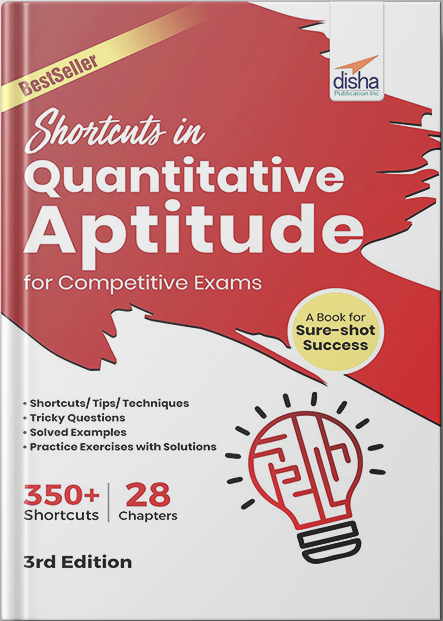 BestSeller
disha
Publication Inc
Shortcuts in
Quantitative
Aptitude
for Competitive Exams
A Book for
Sure-shot
Success
• Shortcuts/ Tips/ Techniques
• Tricky Questions
• Solved Examples
• Practice Exercises with Solutions
350+
Shortcuts
28
Chapters
3rd Edition